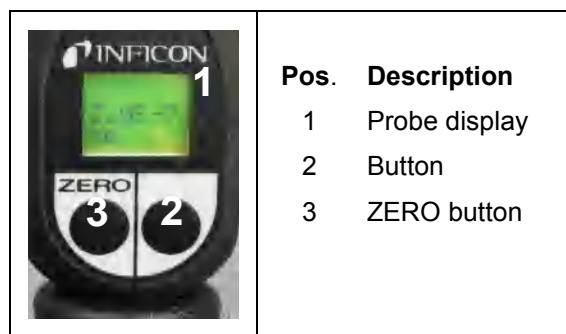 INFICON
1
ZERO
3 2
Pos. Description
1 Probe display
2 Button
3 ZERO button